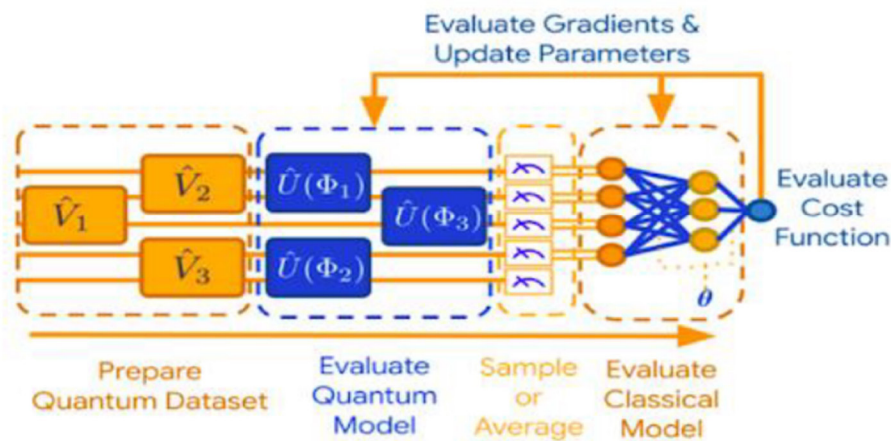 Evaluate Gradients &
Update Parameters
V̂₁
V̂₂
V̂₃
Û(Φ₁)
Û(Φ₂)
Û(Φ₃)
θ
Evaluate
Cost
Function
Prepare
Quantum Dataset
Evaluate
Quantum
Model
Sample
or
Average
Evaluate
Classical
Model